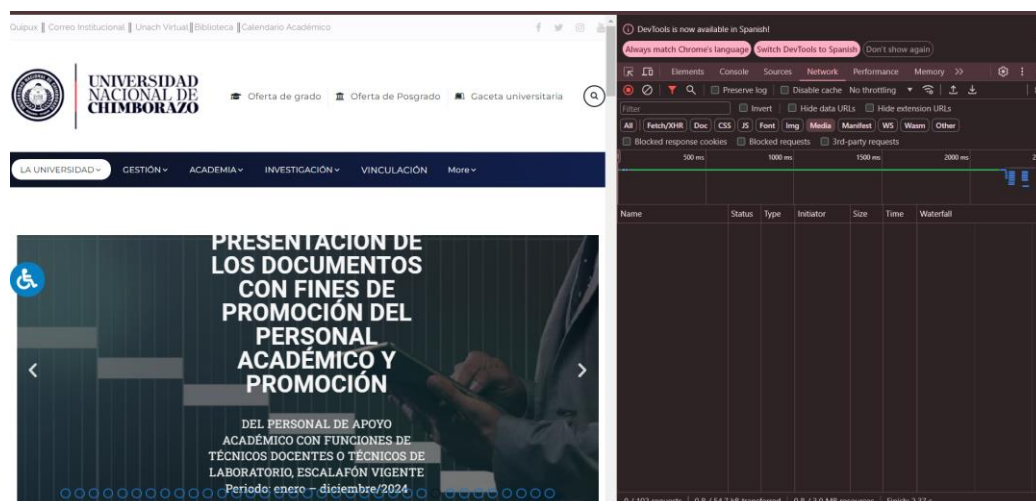 Quipux || Correo Institucional || Unach Virtual||Biblioteca ||Calendario Académico
UNIVERSIDAD
NACIONAL DE
CHIMBORAZO
Oferta de grado
Oferta de Posgrado
Gaceta universitaria
LA UNIVERSIDAD
GESTIÓN
ACADEMIA
INVESTIGACIÓN
VINCULACIÓN
More
PRESENTACIÓN DE
LOS DOCUMENTOS
CON FINES DE
PROMOCIÓN DEL
PERSONAL
ACADÉMICO Y
PROMOCIÓN
DEL PERSONAL DE APOYO
ACADÉMICO CON FUNCIONES DE
TÉCNICOS DOCENTES O TÉCNICOS DE
LABORATORIO, ESCALAFÓN VIGENTE
Periodo: enero – diciembre/2024
DevTools is now available in Spanish!
Always match Chrome's language
Switch DevTools to Spanish
Don't show again
Elements Console Sources Network Performance Memory
Preserve log Disable cache No throttling
Filter Invert Hide data URLs Hide extension URLs
All Fetch/XHR Doc CSS JS Font Img Media Manifest WS Wasm Other
Blocked response cookies Blocked requests 3rd-party requests
500 ms 1000 ms 1500 ms 2000 ms
Name Status Type Initiator Size Time Waterfall